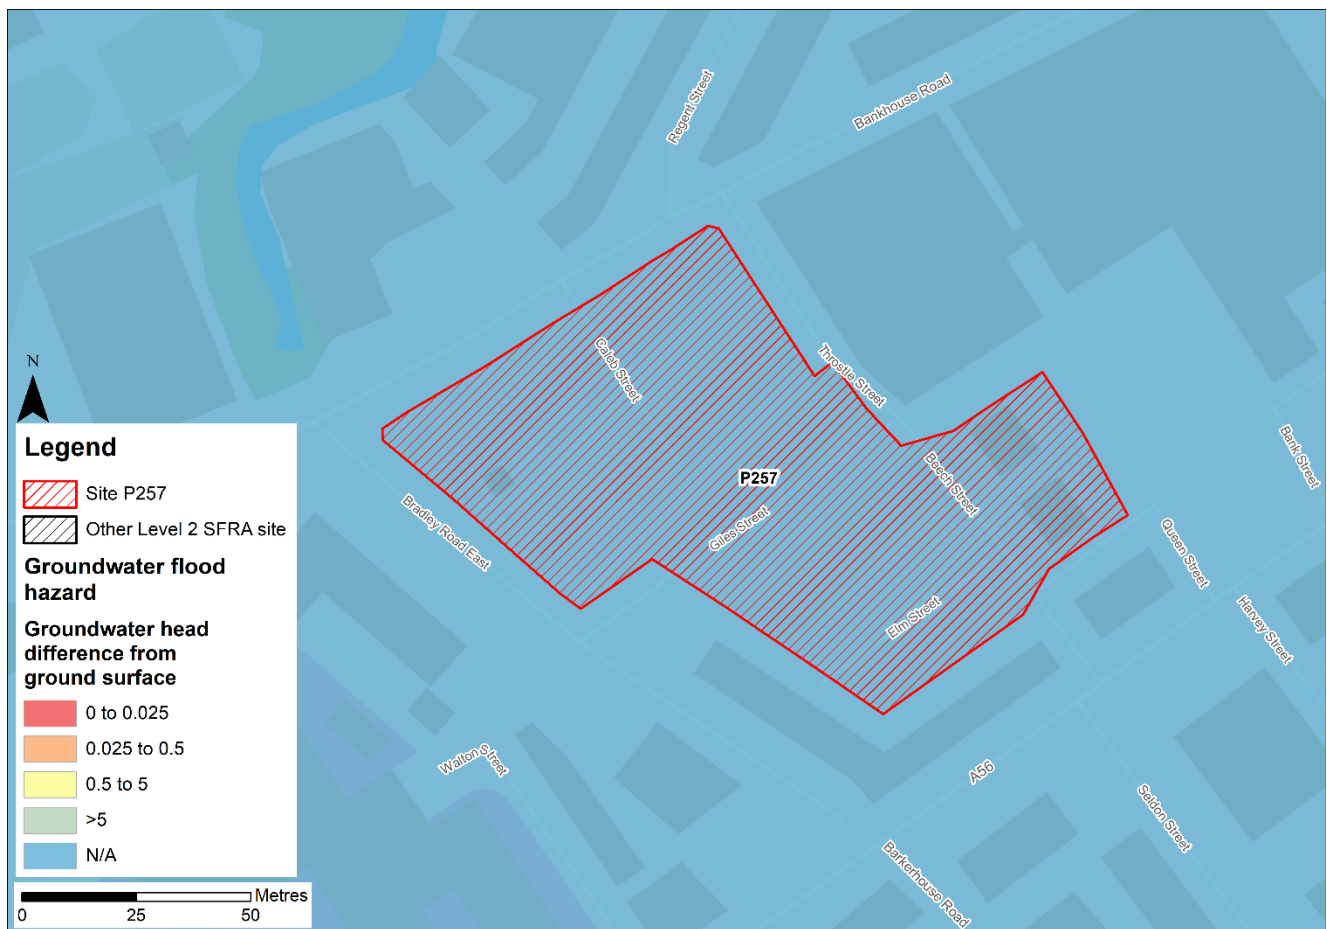 Regent Street
Bankhouse Road
Caleb Street
Throstle Street
Bank Street
P257
Beech Street
Giles Street
Bradley Road East
Queen Street
Elm Street
Harvey Street
Walton Street
A56
Seldon Street
Barkerhouse Road
N
Legend
Site P257
Other Level 2 SFRA site
Groundwater flood
hazard
Groundwater head
difference from
ground surface
0 to 0.025
0.025 to 0.5
0.5 to 5
>5
N/A
Metres
0 25 50